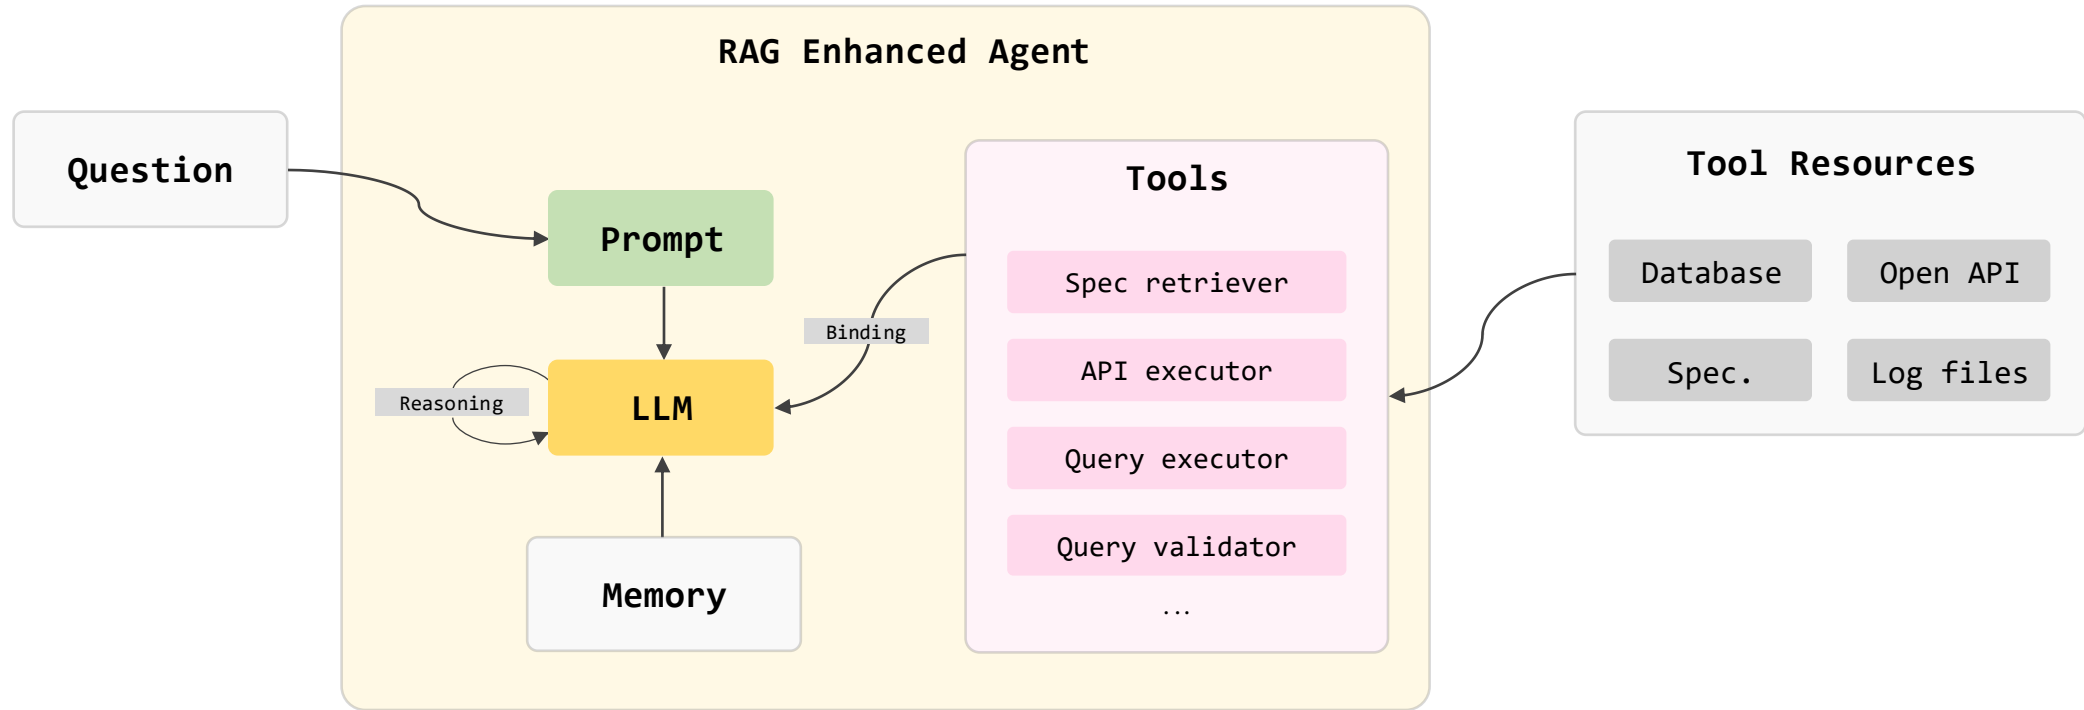 RAG Enhanced Agent
Question
Prompt
LLM
Reasoning
Binding
Memory
Tools
Spec retriever
API executor
Query executor
Query validator
...
Tool Resources
Database
Open API
Spec.
Log files